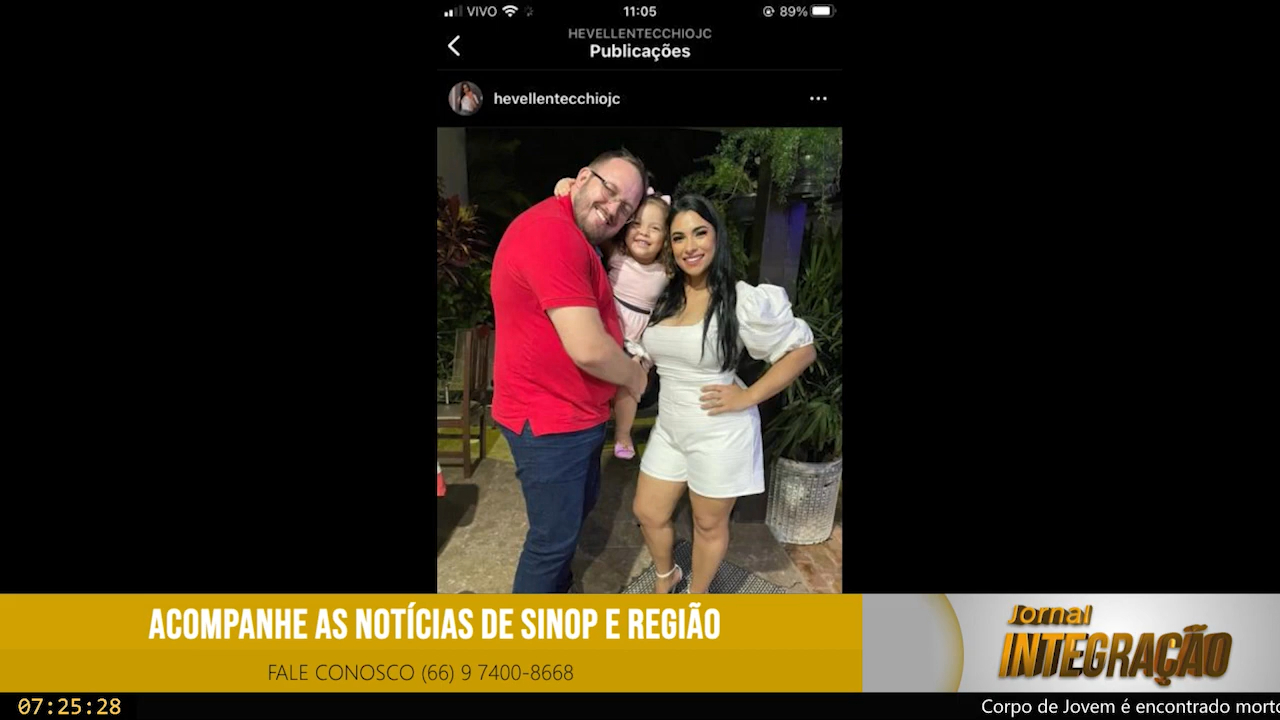 VIVO
11:05
89%
HEVELLENTECCHIOJC
Publicações
hevellentecchiojc
ACOMPANHE AS NOTÍCIAS DE SINOP E REGIÃO
FALE CONOSCO (66) 9 7400-8668
Jornal
INTEGRAÇÃO
07:25:28
Corpo de Jovem é encontrado morto